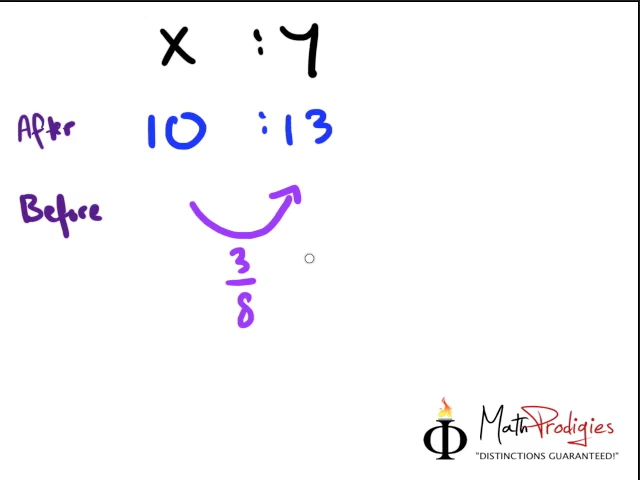 x : y
After 10 : 13
Before
3
8
Φ Math Prodigies
"DISTINCTIONS GUARANTEED!"